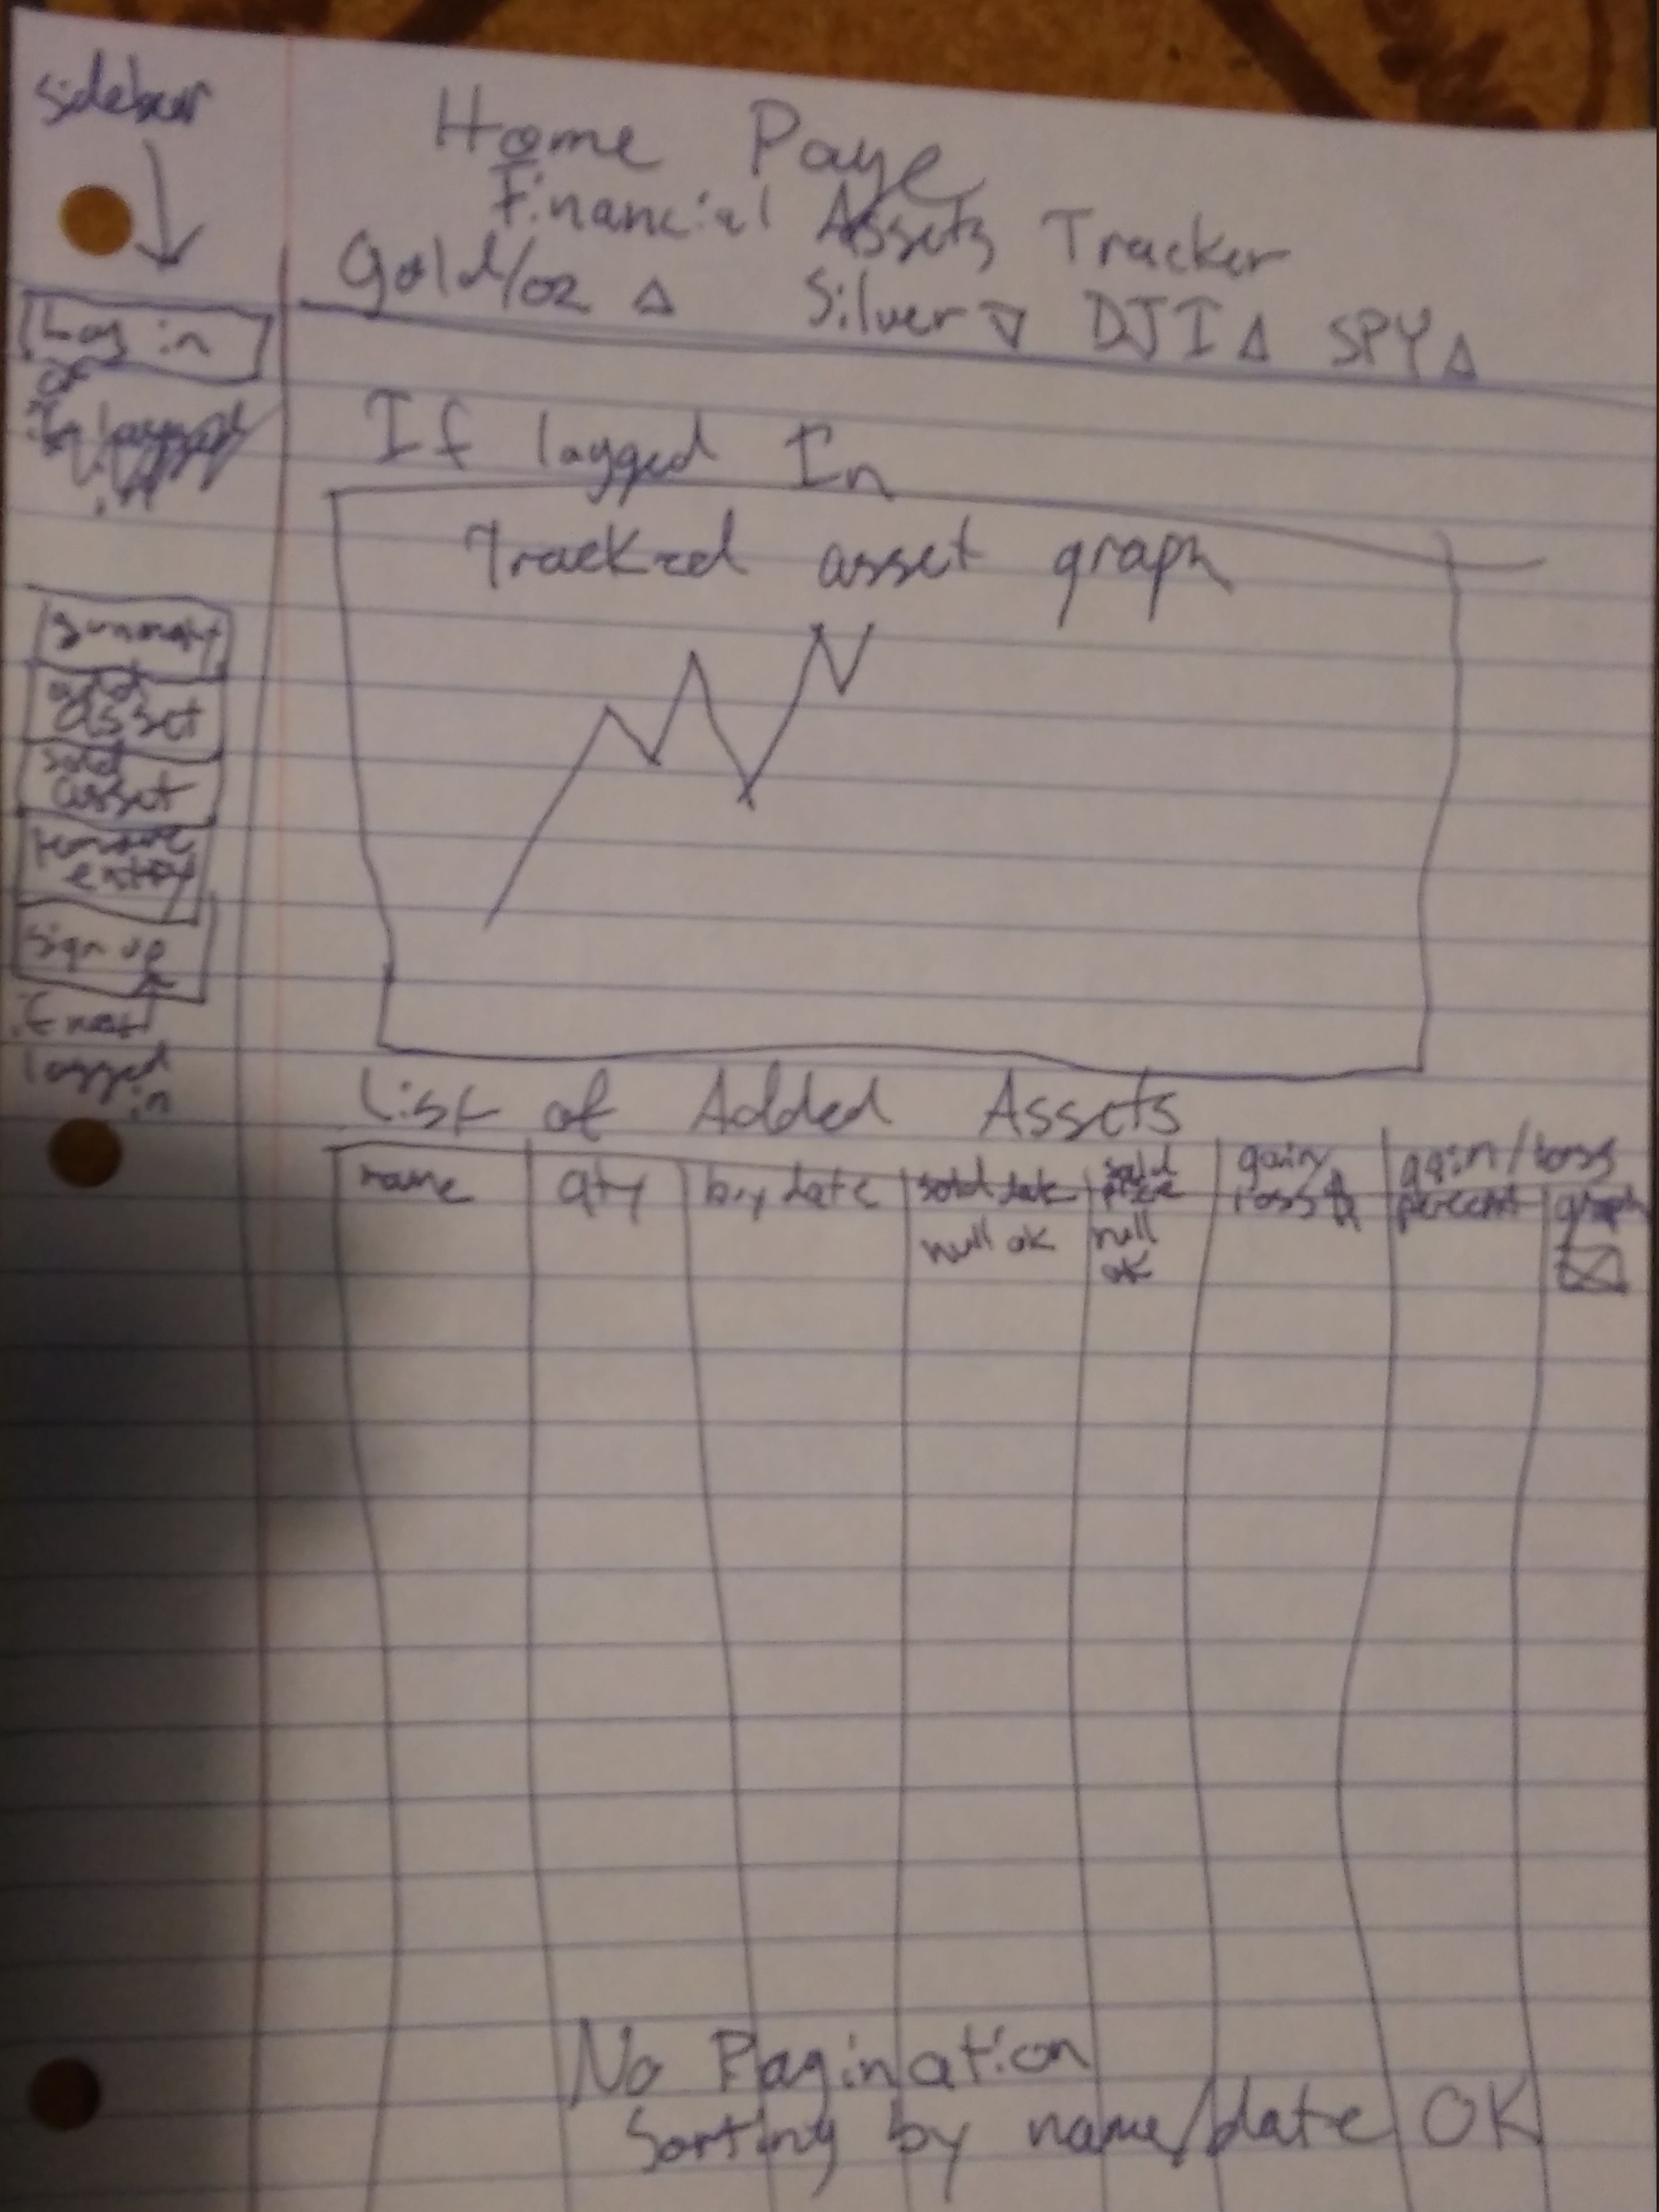 sidebar
Home Page
Financial Assets Tracker
Gold/oz △ Silver ▽ DJI △ SPY △
Log in
or
If logged In
Tracked asset graph
summary
add
asset
sold
asset
remove
entry
sign up
if not
logged
in
List of Added Assets
name qty buy date sold date sold price gain/loss $ gain/loss percent graph
null ok null ok
No Pagination
Sorting by name/date OK